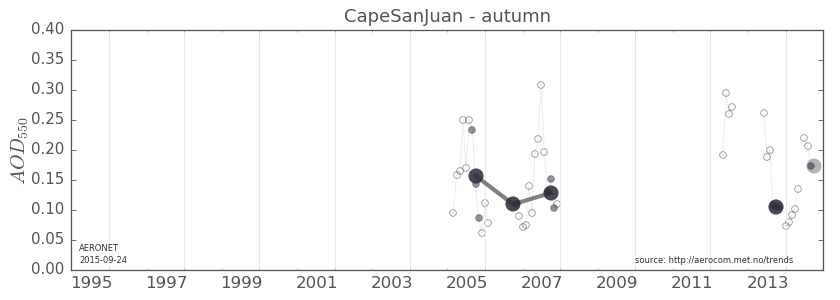 CapeSanJuan - autumn
0.40
0.35
0.30
0.25
0.20
0.15
0.10
0.05
0.00
AOD550
AERONET
2015-09-24
source: http://aerocom.met.no/trends
1995 1997 1999 2001 2003 2005 2007 2009 2011 2013